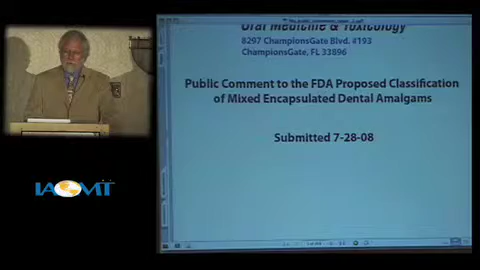 Oral Medicine & Toxicology
#297 ChampionsGate Blvd. #193
ChampionsGate, FL 33896
Public Comment to the FDA Proposed Classification
of Mixed Encapsulated Dental Amalgams
Submitted 7-28-08
IAOMT